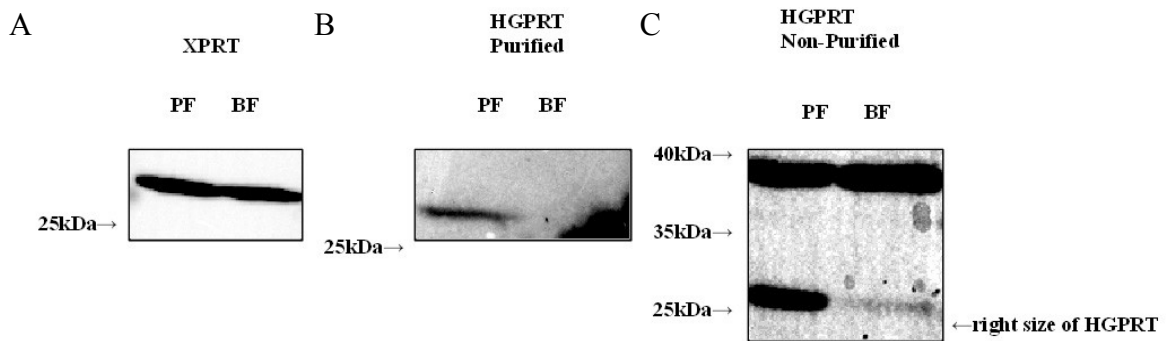 A
XPRT
PF BF
25kDa→
B
HGPRT
Purified
PF BF
25kDa→
C
HGPRT
Non-Purified
PF BF
40kDa→
35kDa→
25kDa→
←right size of HGPRT